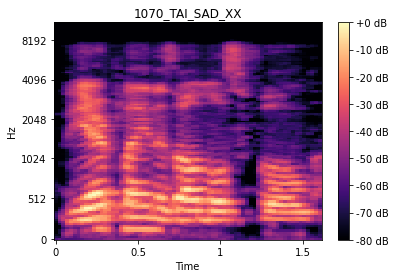 1070_TAI_SAD_XX
+0 dB
8192
-10 dB
4096
-20 dB
-30 dB
2048
Hz
-40 dB
1024
-50 dB
512
-60 dB
-70 dB
0
-80 dB
0
0.5
1
1.5
Time